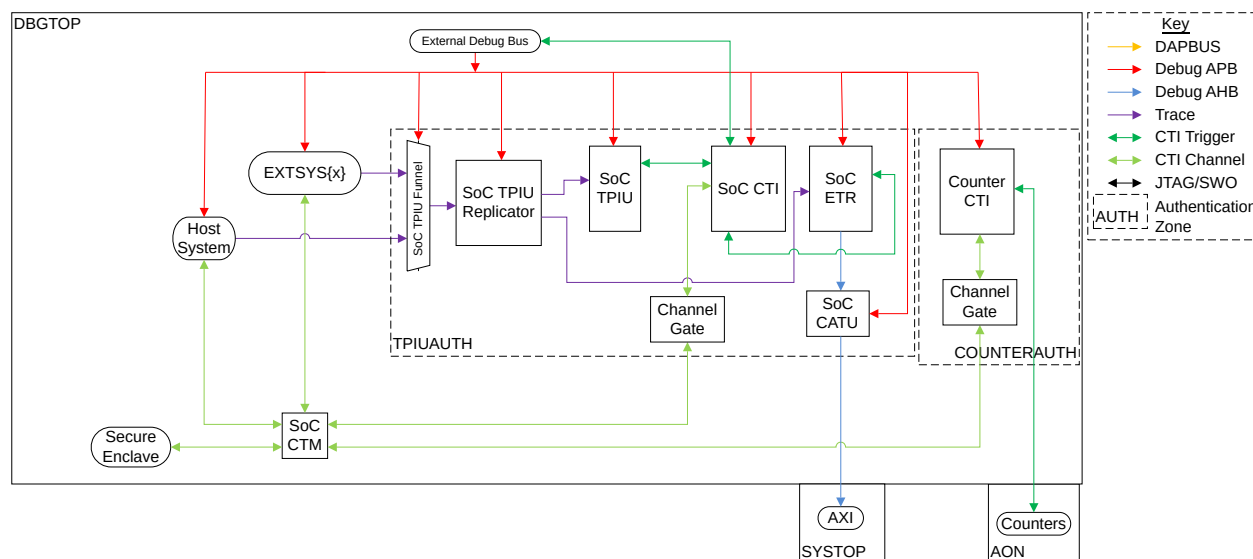 DBGTOP
External Debug Bus
Key
DAPBUS
Debug APB
Debug AHB
Trace
CTI Trigger
CTI Channel
JTAG/SWO
AUTH
Authentication
Zone
EXTSYS{x}
Host
System
SoC TPIU Funnel
SoC TPIU
Replicator
SoC
TPIU
SoC CTI
SoC
ETR
Counter
CTI
Channel
Gate
SoC
CATU
Channel
Gate
TPIUAUTH
COUNTERAUTH
SoC
CTM
Secure
Enclave
AXI
SYSTOP
Counters
AON